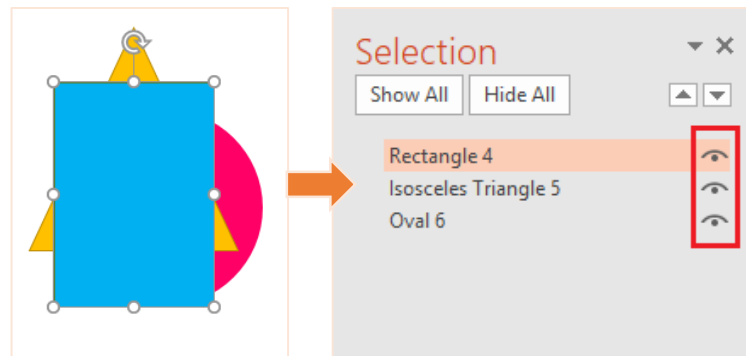 Selection
Show All Hide All
Rectangle 4
Isosceles Triangle 5
Oval 6